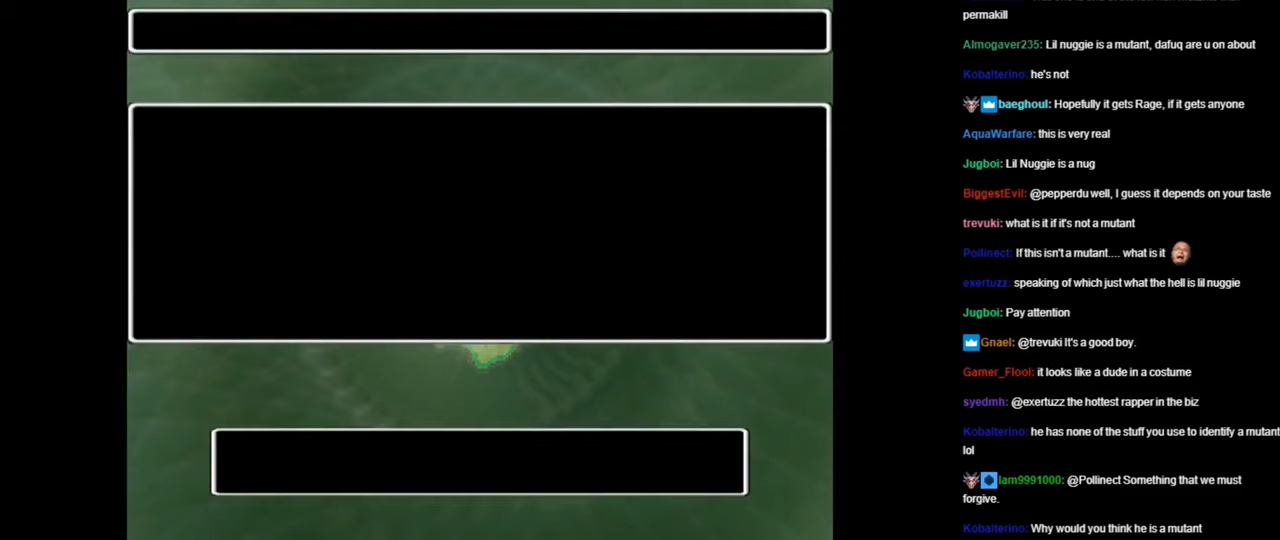 permakill
Almogaver235: Lil nuggie is a mutant, dafuq are u on about
Kobalterino: he's not
baeghoul: Hopefully it gets Rage, if it gets anyone
AquaWarfare: this is very real
Jugboi: Lil Nuggie is a nug
BiggestEvil: @pepperdu well, I guess it depends on your taste
trevuki: what is it if it's not a mutant
Pollinect: If this isn't a mutant.... what is it
exertuzz: speaking of which just what the hell is lil nuggie
Jugboi: Pay attention
Gnael: @trevuki It's a good boy.
Gamer_Flool: it looks like a dude in a costume
syedmh: @exertuzz the hottest rapper in the biz
Kobalterino: he has none of the stuff you use to identify a mutant
lol
Iam9991000: @Pollinect Something that we must
forgive.
Kobalterino: Why would you think he is a mutant